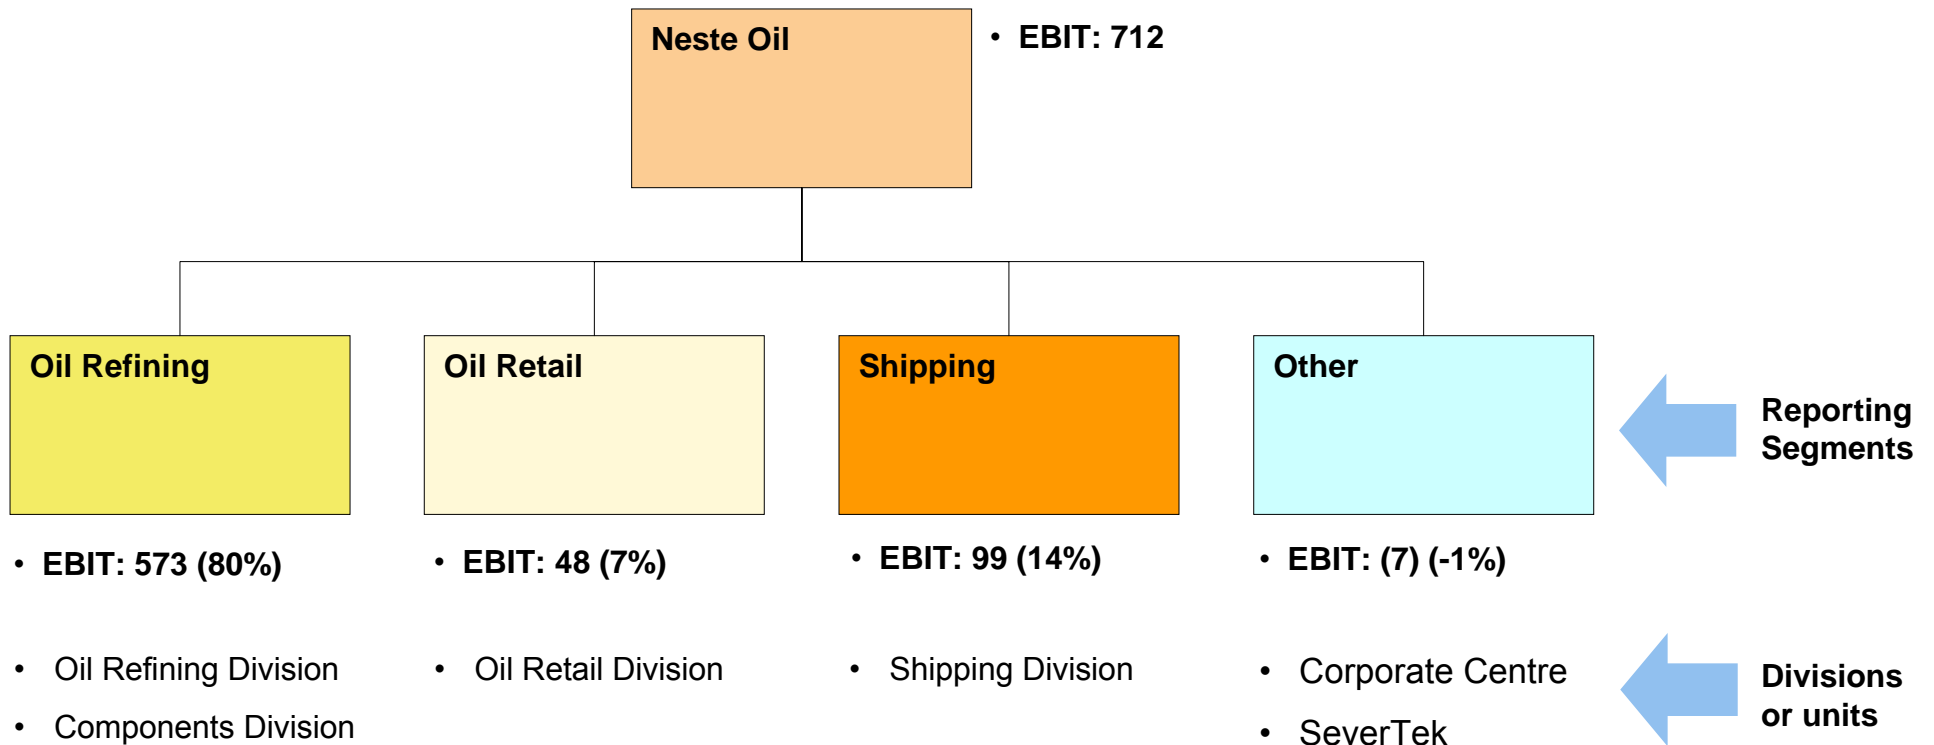 Neste Oil
• EBIT: 712
Oil Refining
Oil Retail
Shipping
Other
Reporting
Segments
• EBIT: 573 (80%)
• EBIT: 48 (7%)
• EBIT: 99 (14%)
• EBIT: (7) (-1%)
• Oil Refining Division
• Components Division
• Oil Retail Division
• Shipping Division
• Corporate Centre
• SeverTek
Divisions
or units